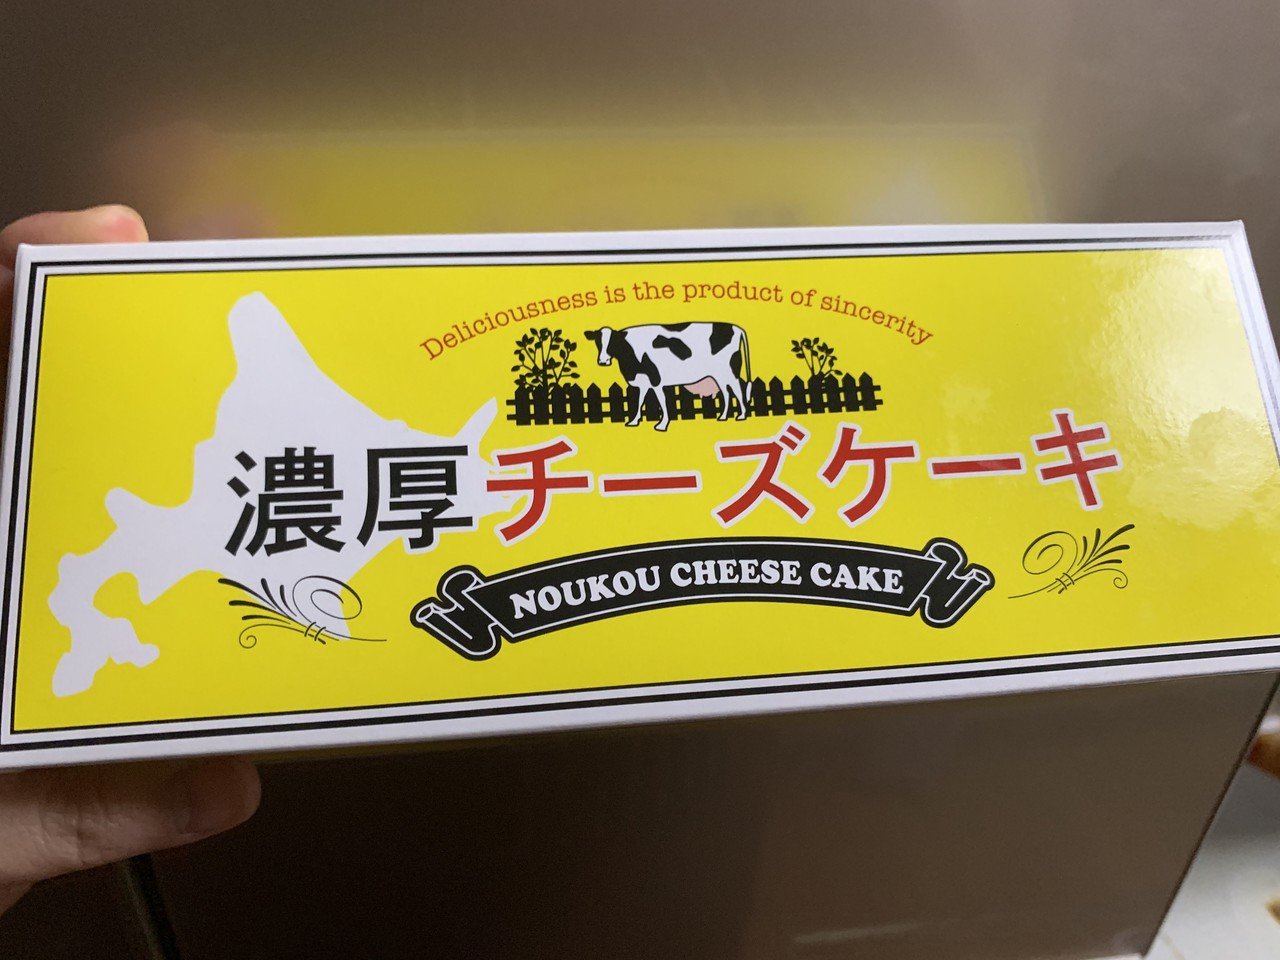 Deliciousness is the product of sincerity
濃厚チーズケーキ
NOUKOU CHEESE CAKE